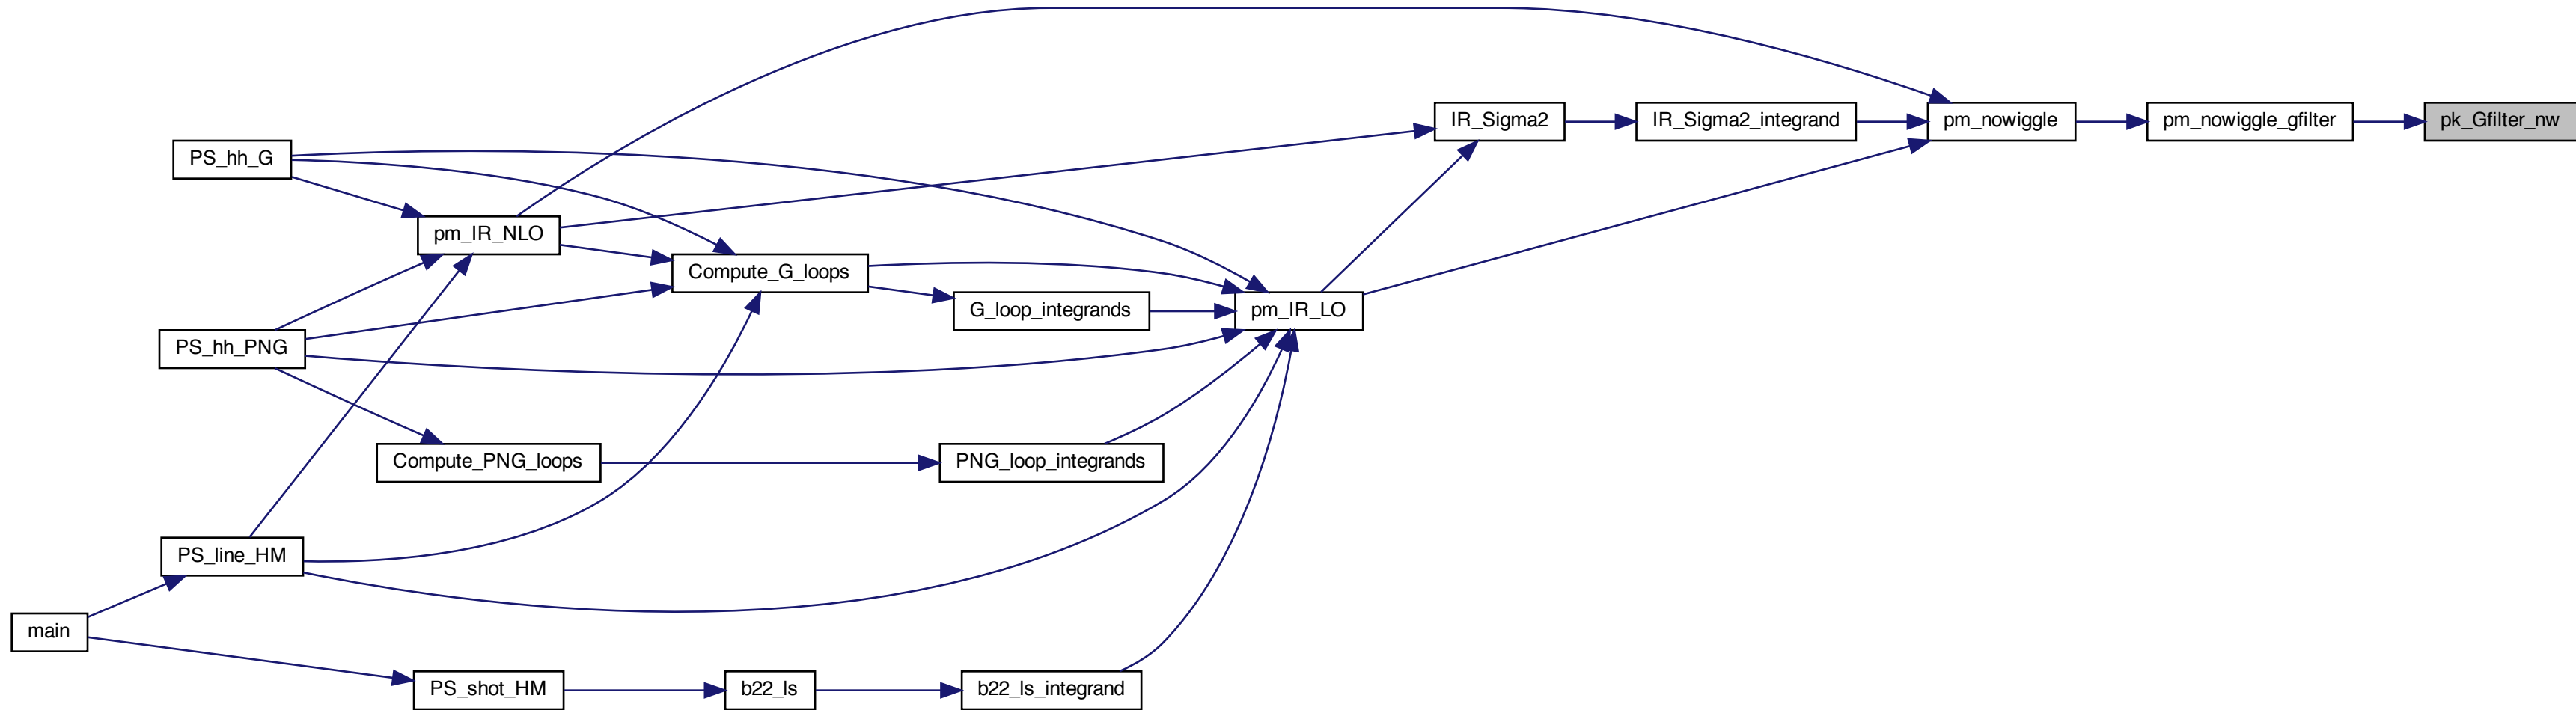 IR_Sigma2
IR_Sigma2_integrand
pm_nowiggle
pm_nowiggle_gfilter
pk_Gfilter_nw
PS_hh_G
pm_IR_NLO
Compute_G_loops
G_loop_integrands
pm_IR_LO
PS_hh_PNG
Compute_PNG_loops
PNG_loop_integrands
PS_line_HM
main
PS_shot_HM
b22_ls
b22_ls_integrand